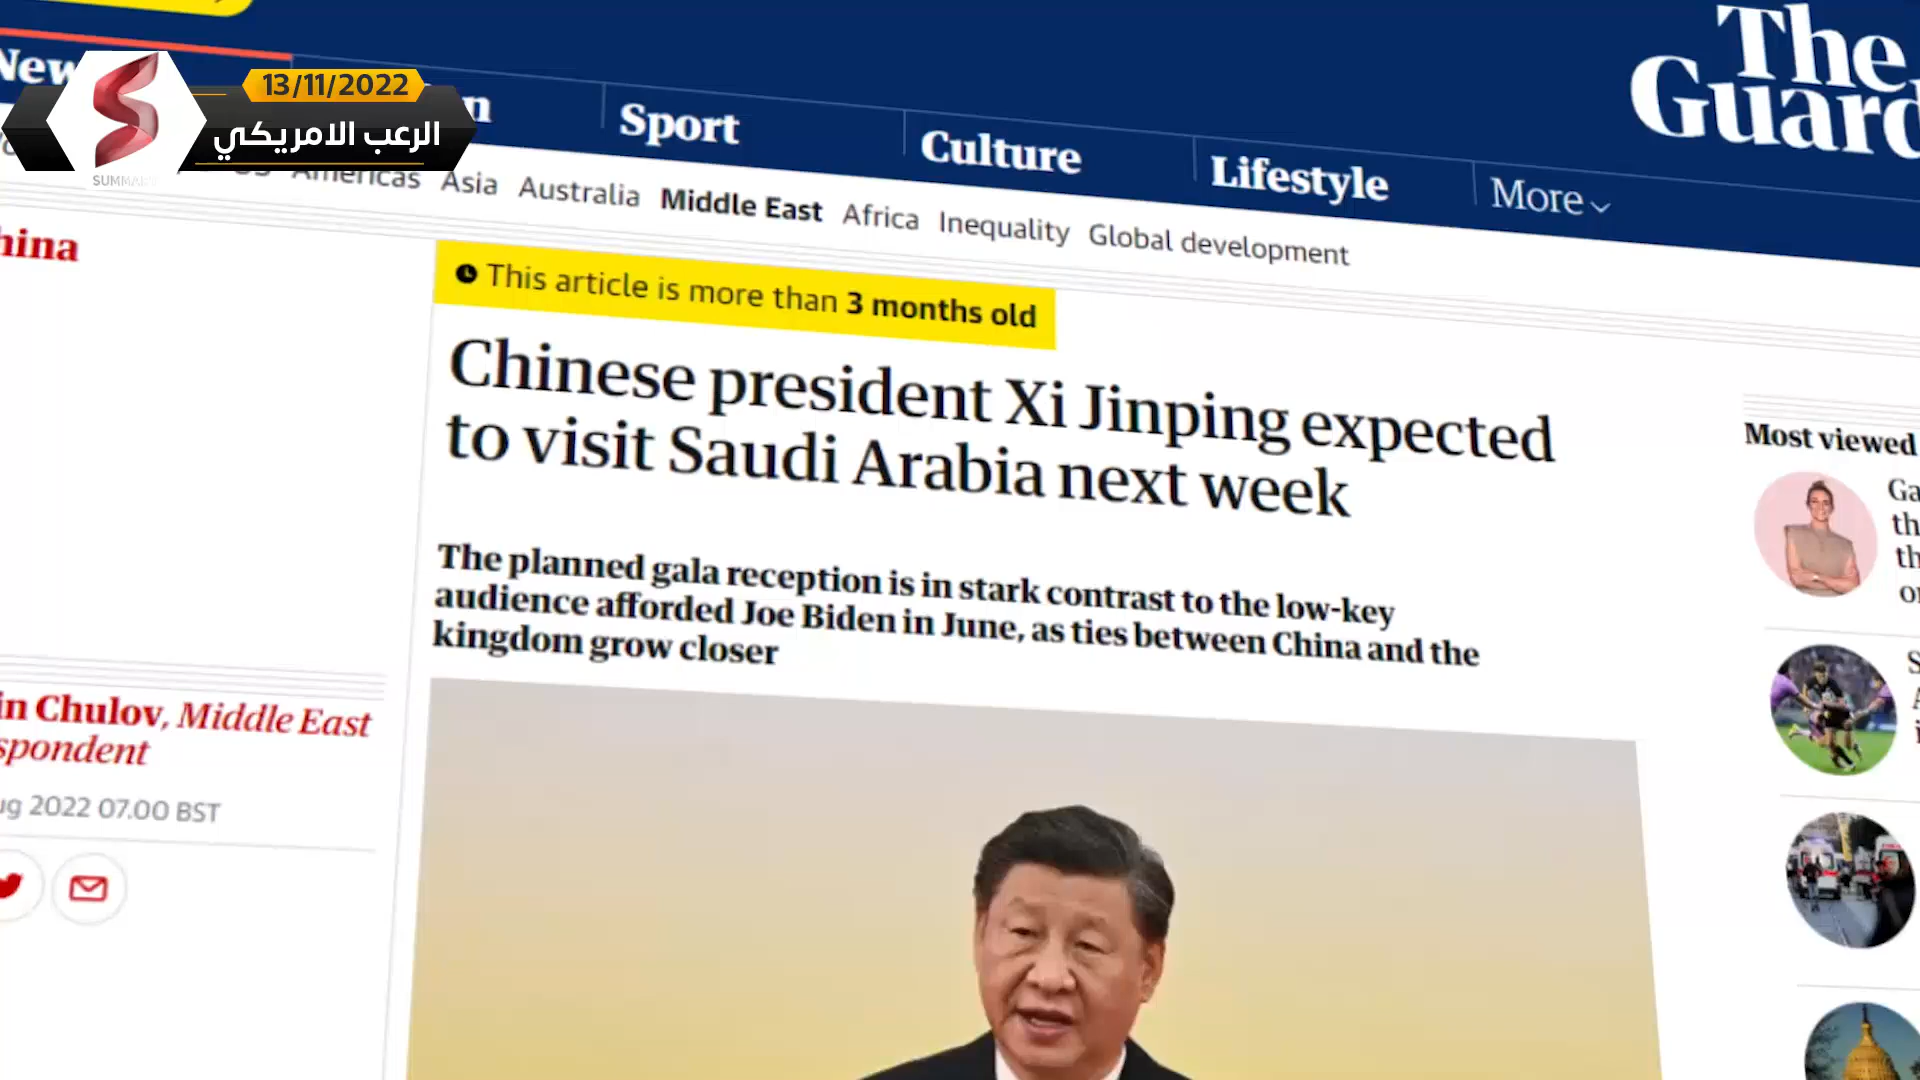 The
Guard
New
13/11/2022
الرعب الامريكي
SUMMARY
Sport
Culture
Lifestyle
More
Americas Asia Australia Middle East Africa Inequality Global development
hina
This article is more than 3 months old
Chinese president Xi Jinping expected
to visit Saudi Arabia next week
The planned gala reception is in stark contrast to the low-key
audience afforded Joe Biden in June, as ties between China and the
kingdom grow closer
in Chulov, Middle East
spondent
ug 2022 07.00 BST
Most viewed
Ga
th
th